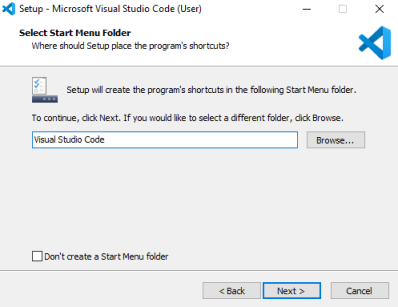 Setup - Microsoft Visual Studio Code (User)
Select Start Menu Folder
Where should Setup place the program's shortcuts?
Setup will create the program's shortcuts in the following Start Menu folder.
To continue, click Next. If you would like to select a different folder, click Browse.
Visual Studio Code
Browse...
Don't create a Start Menu folder
< Back
Next >
Cancel